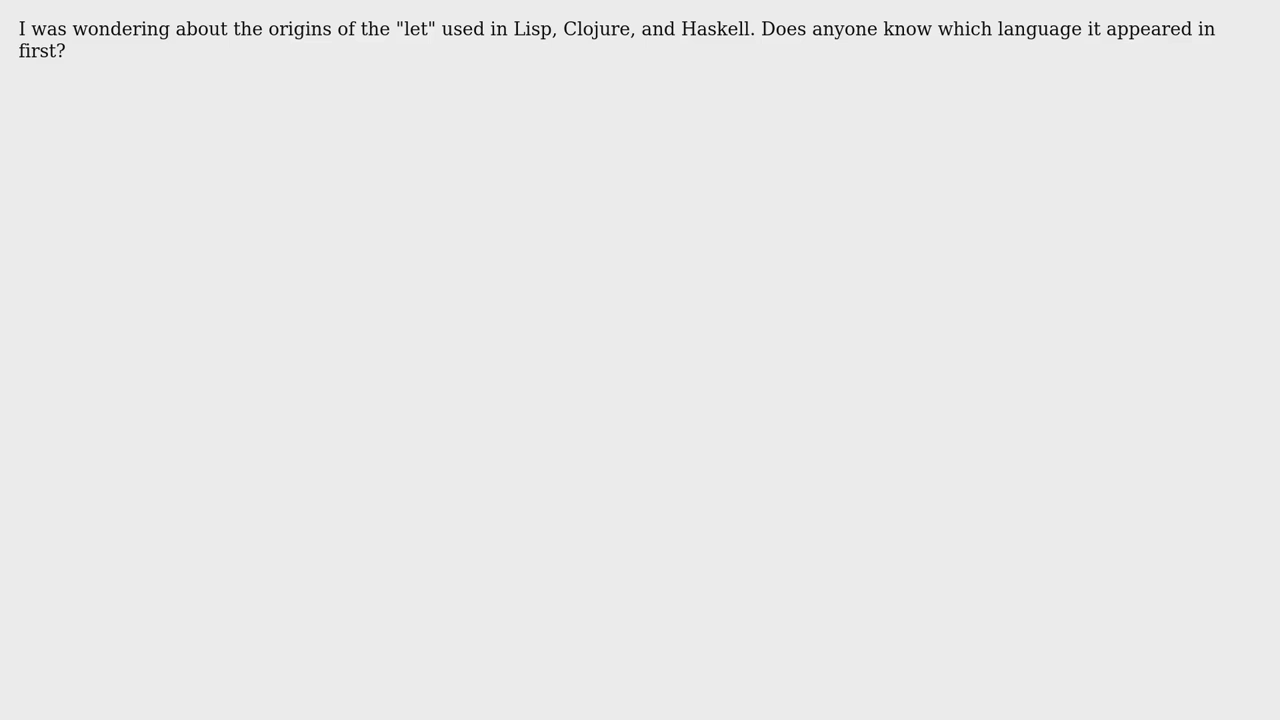 I was wondering about the origins of the "let" used in Lisp, Clojure, and Haskell. Does anyone know which language it appeared in
first?